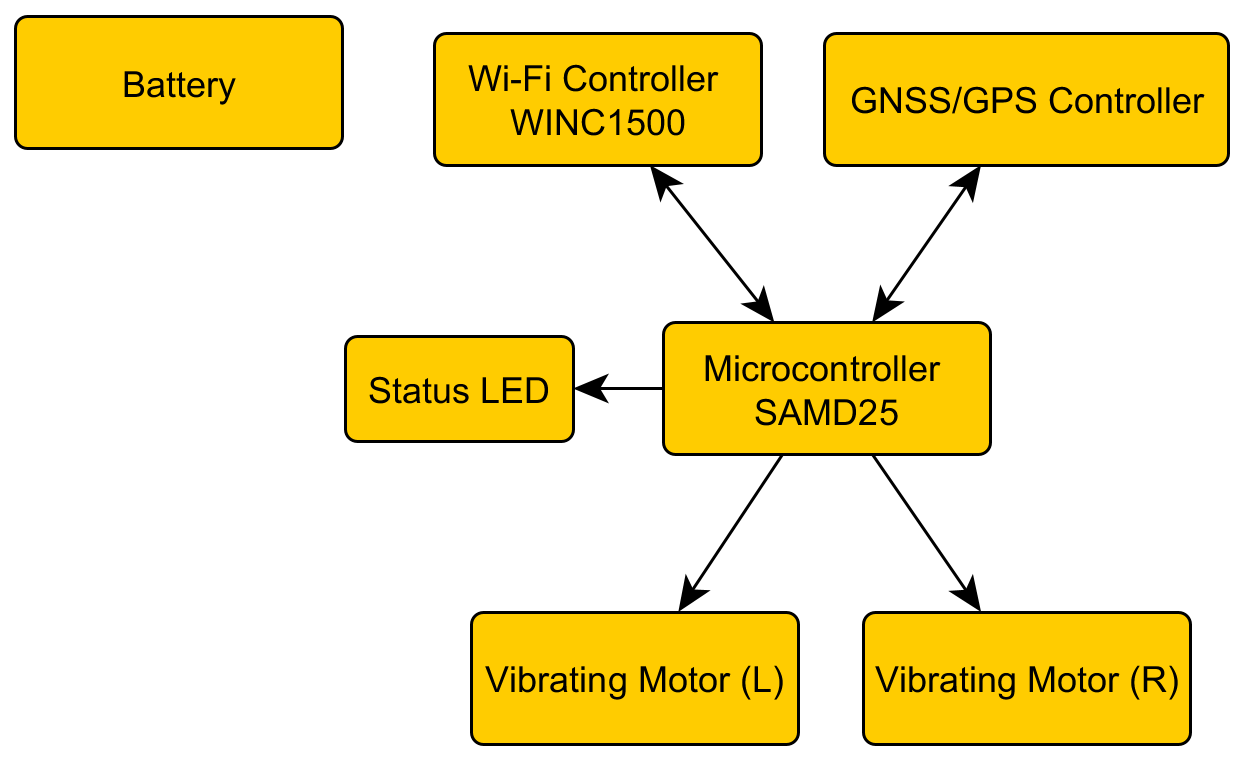 Battery
Wi-Fi Controller
WINC1500
GNSS/GPS Controller
Status LED
Microcontroller
SAMD25
Vibrating Motor (L)
Vibrating Motor (R)